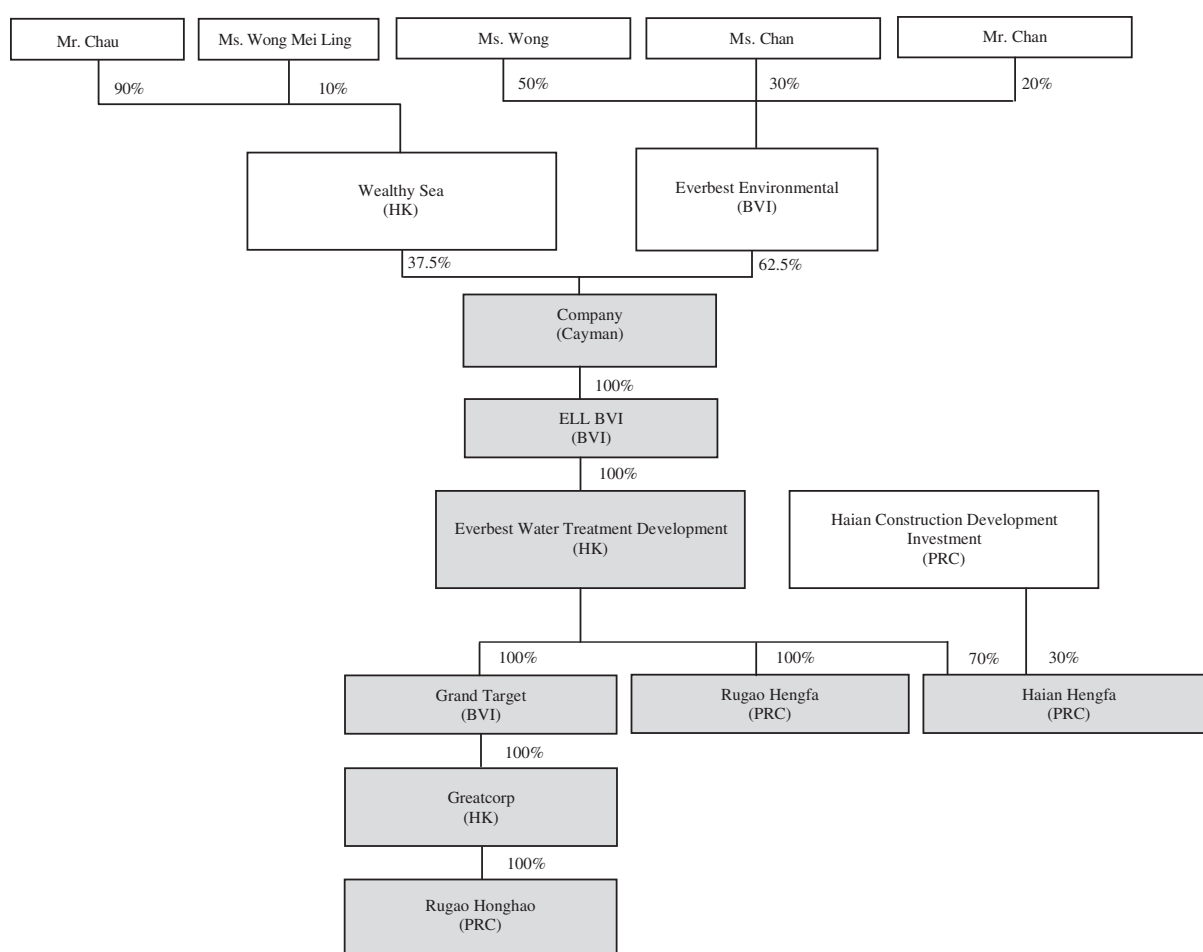 Mr. Chau
Ms. Wong Mei Ling
Ms. Wong
Ms. Chan
Mr. Chan
90%
10%
50%
30%
20%
Wealthy Sea
(HK)
Everbest Environmental
(BVI)
37.5%
62.5%
Company
(Cayman)
100%
ELL BVI
(BVI)
100%
Everbest Water Treatment Development
(HK)
Haian Construction Development
Investment
(PRC)
100%
100%
70%
30%
Grand Target
(BVI)
Rugao Hengfa
(PRC)
Haian Hengfa
(PRC)
100%
Greatcorp
(HK)
100%
Rugao Honghao
(PRC)